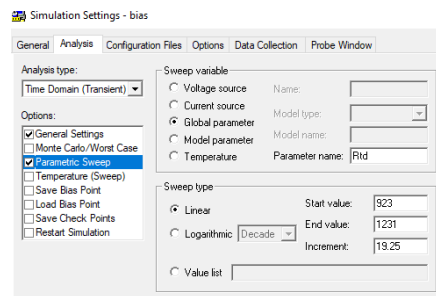 Simulation Settings - bias
General Analysis Configuration Files Options Data Collection Probe Window
Analysis type:
Time Domain (Transient)
Options:
General Settings
Monte Carlo/Worst Case
Parametric Sweep
Temperature (Sweep)
Save Bias Point
Load Bias Point
Save Check Points
Restart Simulation
Sweep variable
Voltage source
Current source
Global parameter
Model parameter
Temperature
Name:
Model type:
Model name:
Parameter name: Rtd
Sweep type
Linear
Logarithmic Decade
Start value: 923
End value: 1231
Increment: 19.25
Value list